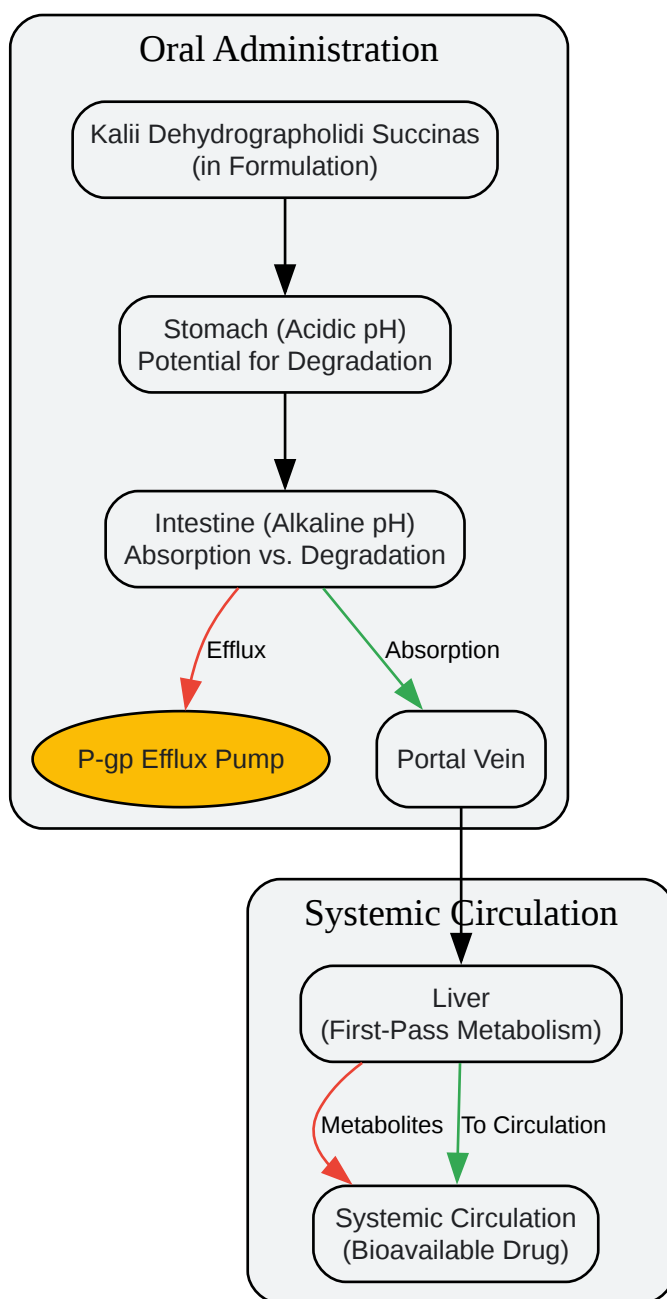 Oral Administration
Kalii Dehydrographolidi Succinas
(in Formulation)
Stomach (Acidic pH)
Potential for Degradation
Intestine (Alkaline pH)
Absorption vs. Degradation
Efflux
Absorption
P-gp Efflux Pump
Portal Vein
Systemic Circulation
Liver
(First-Pass Metabolism)
Metabolites
To Circulation
Systemic Circulation
(Bioavailable Drug)